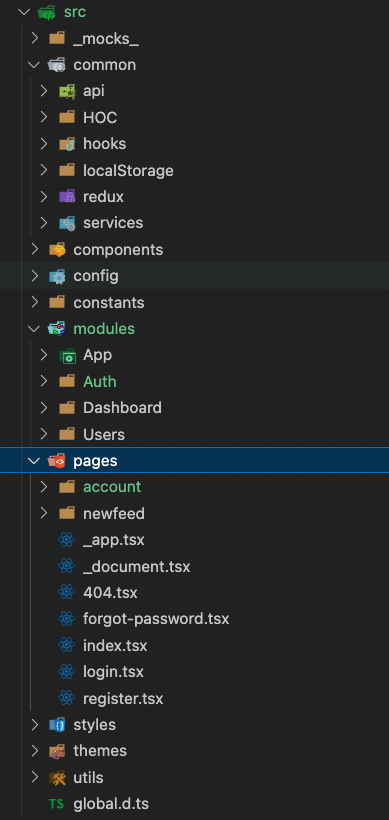 src
_mocks_
common
api
HOC
hooks
localStorage
redux
services
components
config
constants
modules
App
Auth
Dashboard
Users
pages
account
newfeed
_app.tsx
_document.tsx
404.tsx
forgot-password.tsx
index.tsx
login.tsx
register.tsx
styles
themes
utils
TS global.d.ts